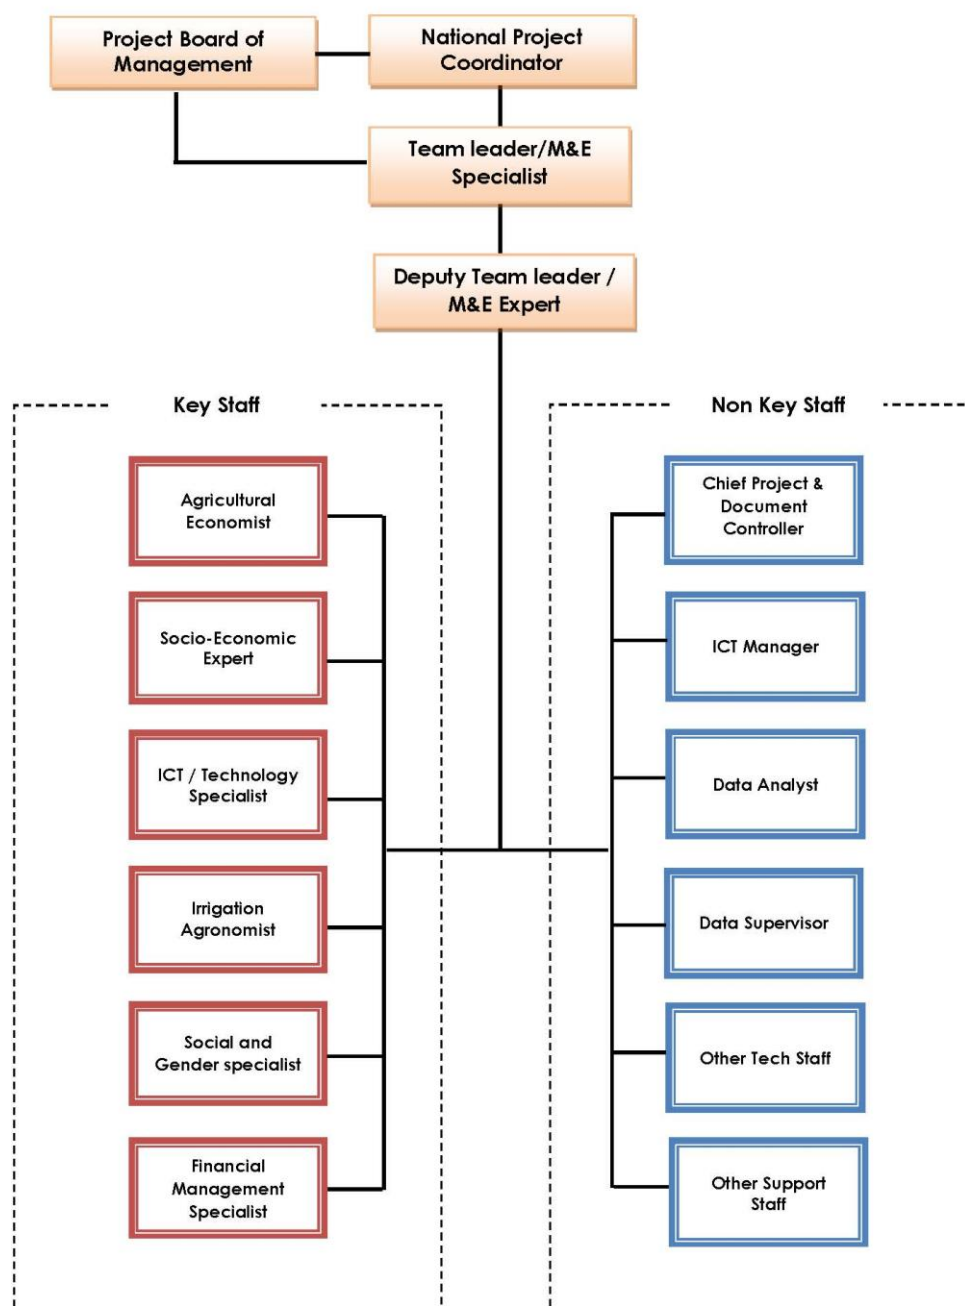 Project Board of
Management
National Project
Coordinator
Team leader/M&E
Specialist
Deputy Team leader /
M&E Expert
Key Staff
Non Key Staff
Agricultural
Economist
Socio-Economic
Expert
ICT / Technology
Specialist
Irrigation
Agronomist
Social and
Gender specialist
Financial
Management
Specialist
Chief Project &
Document
Controller
ICT Manager
Data Analyst
Data Supervisor
Other Tech Staff
Other Support
Staff